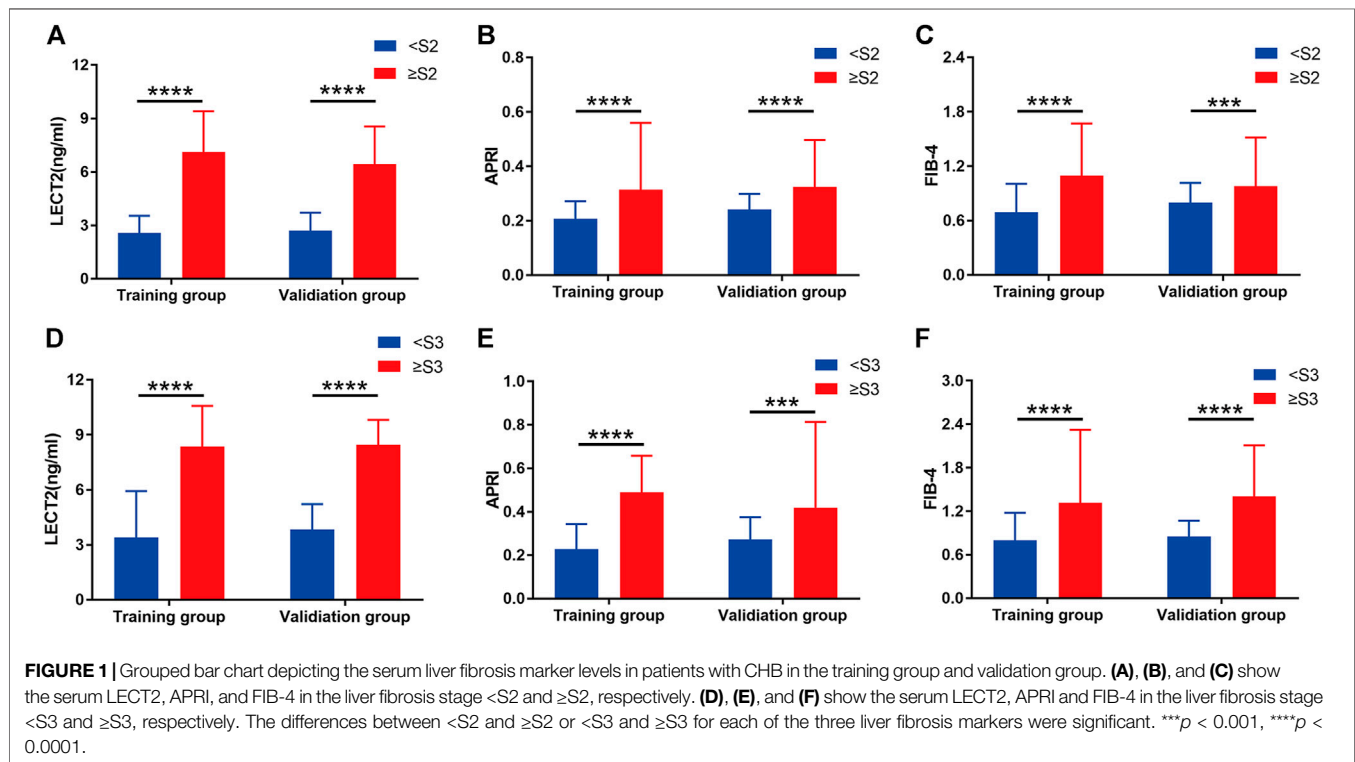 A
<S2
≥S2
LECT2(ng/ml)
12
9
6
3
0
****
****
Training group
Validiation group
B
<S2
≥S2
APRI
0.8
0.6
0.4
0.2
0.0
****
****
Training group
Validiation group
C
<S2
≥S2
FIB-4
2.4
1.8
1.2
0.6
0.0
****
***
Training group
Validiation group
D
<S3
≥S3
LECT2(ng/ml)
12
9
6
3
0
****
****
Training group
Validiation group
E
<S3
≥S3
APRI
1.0
0.8
0.6
0.4
0.2
0.0
****
***
Training group
Validiation group
F
<S3
≥S3
FIB-4
3.0
2.4
1.8
1.2
0.6
0.0
****
****
Training group
Validiation group
FIGURE 1 | Grouped bar chart depicting the serum liver fibrosis marker levels in patients with CHB in the training group and validation group. (A), (B), and (C) show
the serum LECT2, APRI, and FIB-4 in the liver fibrosis stage <S2 and ≥S2, respectively. (D), (E), and (F) show the serum LECT2, APRI and FIB-4 in the liver fibrosis stage
<S3 and ≥S3, respectively. The differences between <S2 and ≥S2 or <S3 and ≥S3 for each of the three liver fibrosis markers were significant. ***p < 0.001, ****p <
0.0001.